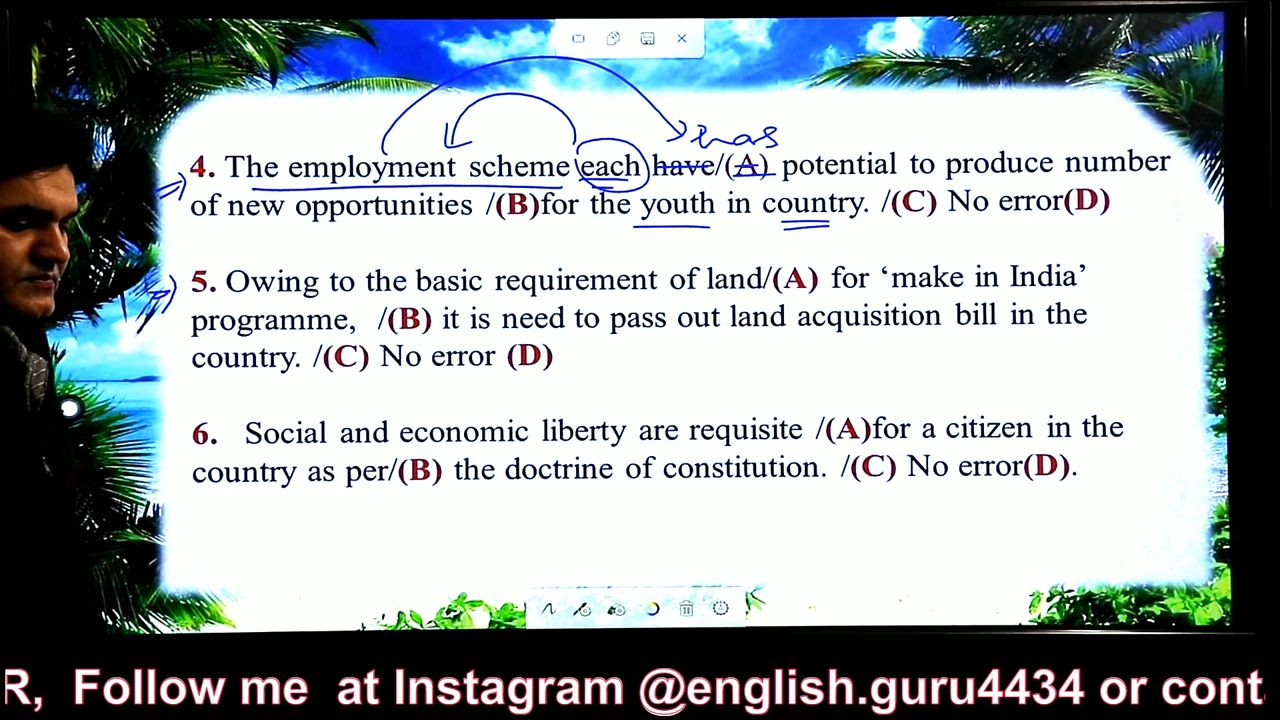 has
4. The employment scheme each have/(A) potential to produce number
of new opportunities /(B)for the youth in country. /(C) No error(D)
5. Owing to the basic requirement of land/(A) for ‘make in India’
programme, /(B) it is need to pass out land acquisition bill in the
country. /(C) No error (D)
6. Social and economic liberty are requisite /(A)for a citizen in the
country as per/(B) the doctrine of constitution. /(C) No error(D).
R, Follow me at Instagram @english.guru4434 or cont